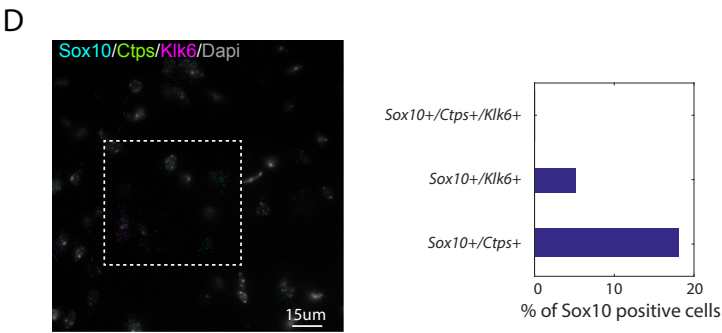 D
Sox10/Ctps/Klk6/Dapi
15um
Sox10+/Ctps+/Klk6+
Sox10+/Klk6+
Sox10+/Ctps+
0 10 20
% of Sox10 positive cells